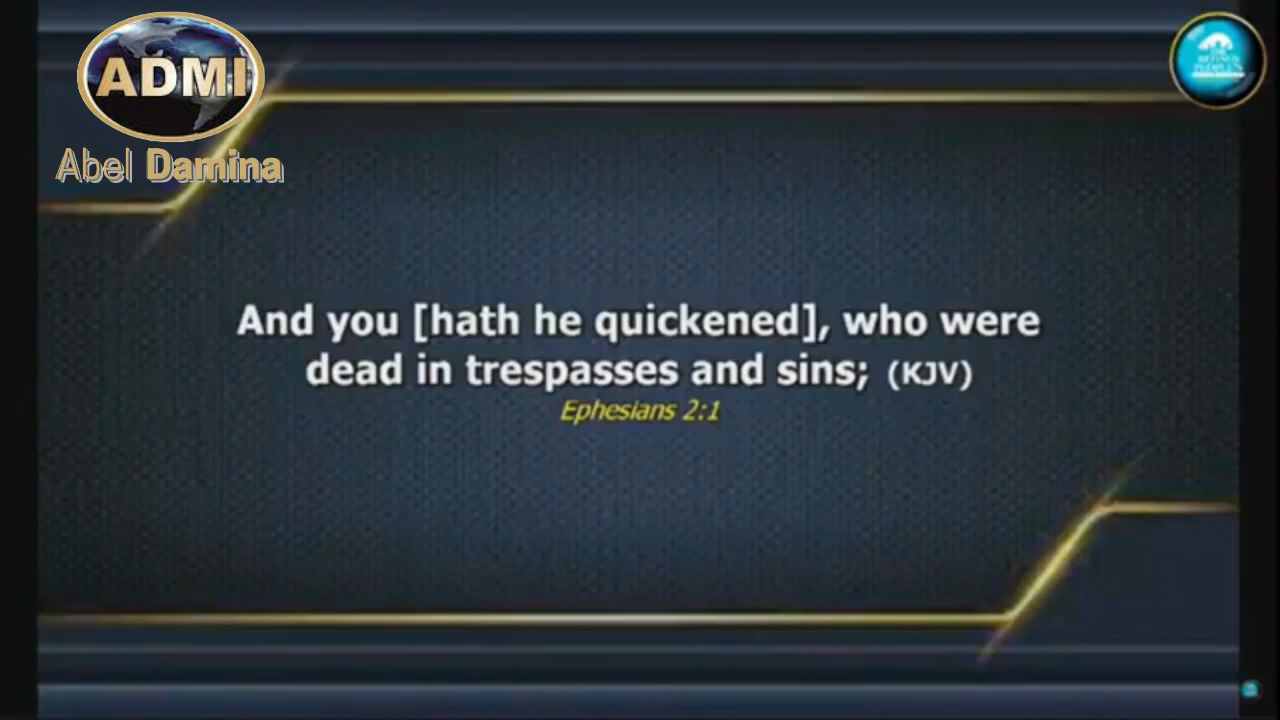 ADMI
Abel Damina
And you [hath he quickened], who were
dead in trespasses and sins; (KJV)
Ephesians 2:1